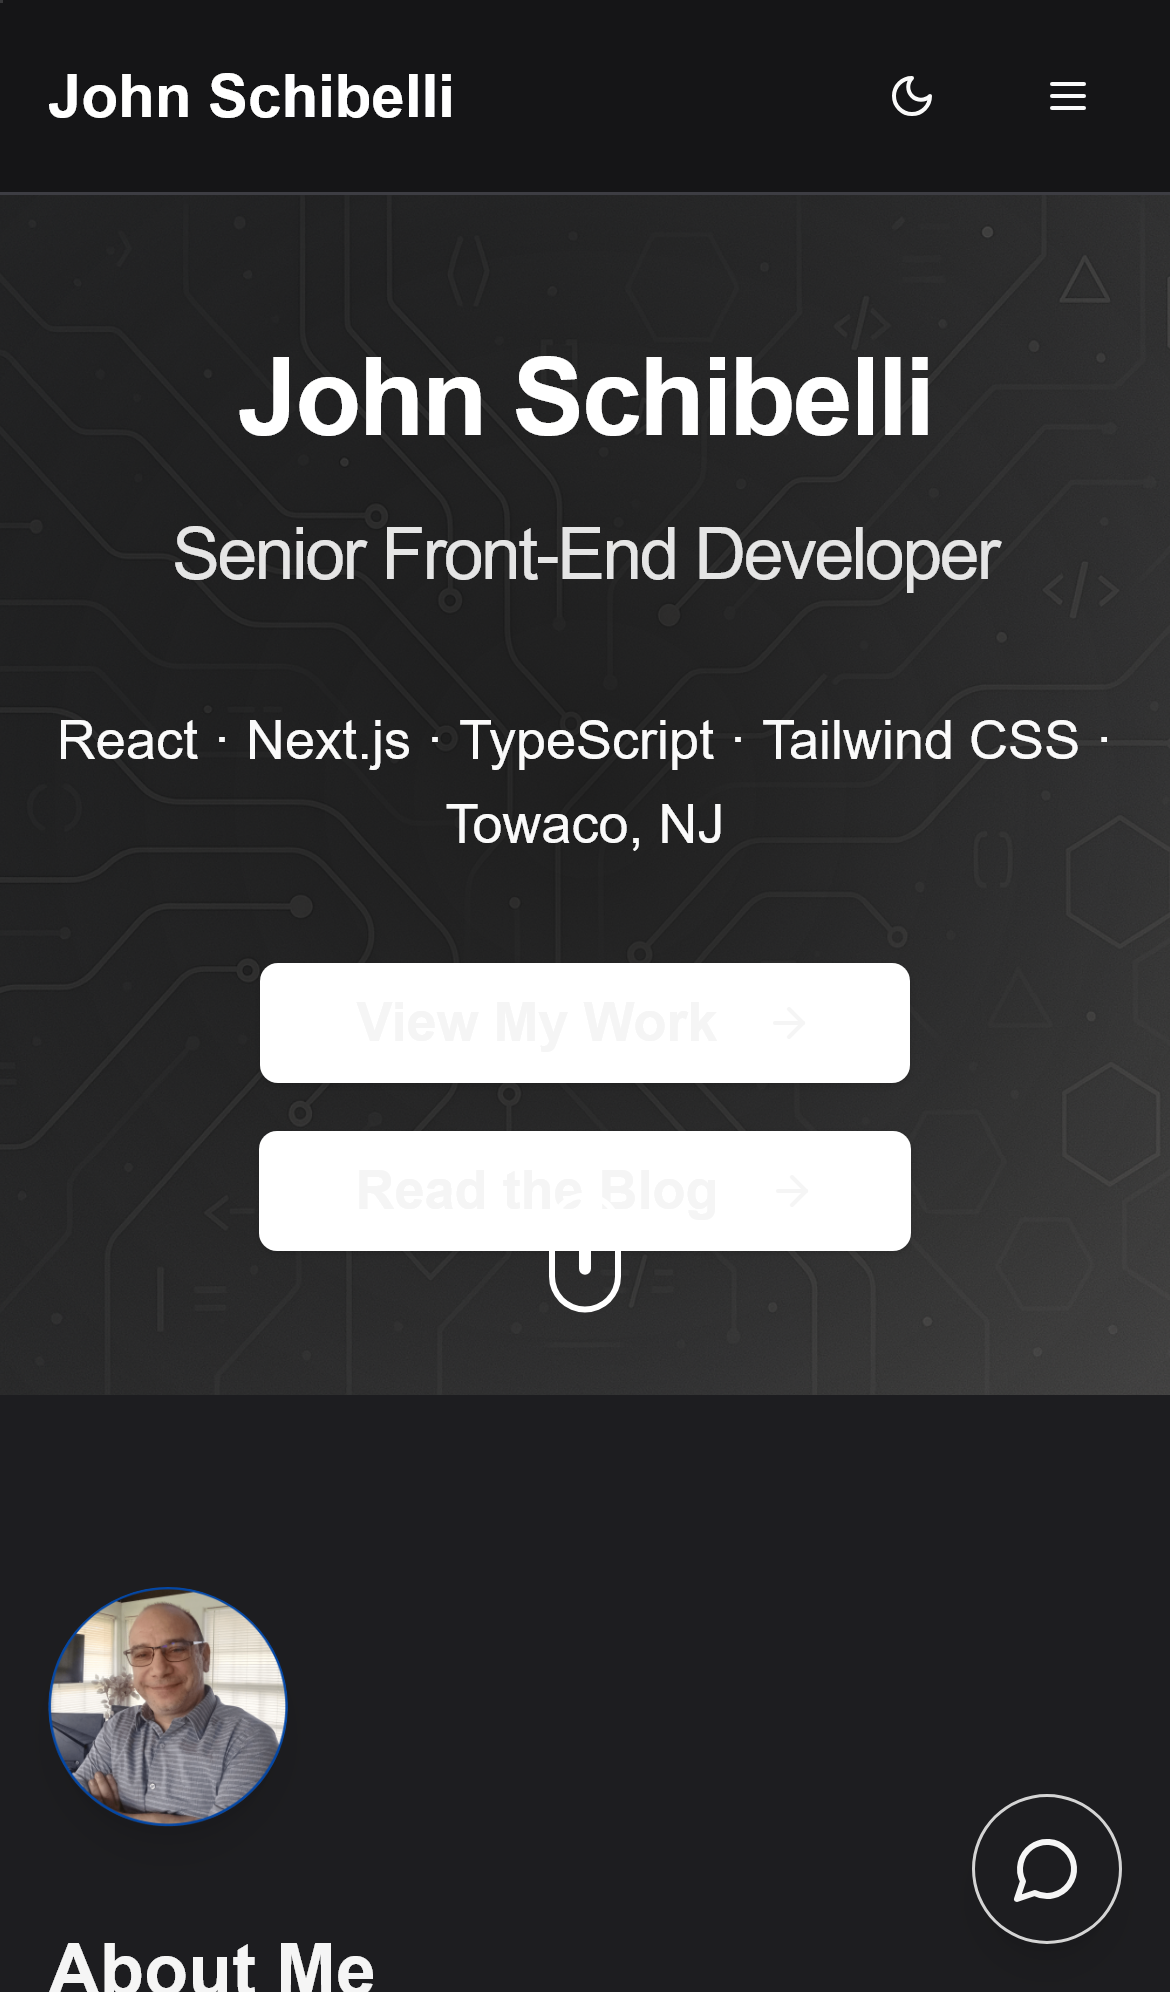 John Schibelli
John Schibelli
Senior Front-End Developer
React · Next.js · TypeScript · Tailwind CSS ·
Towaco, NJ
View My Work →
Read the Blog →
About Me